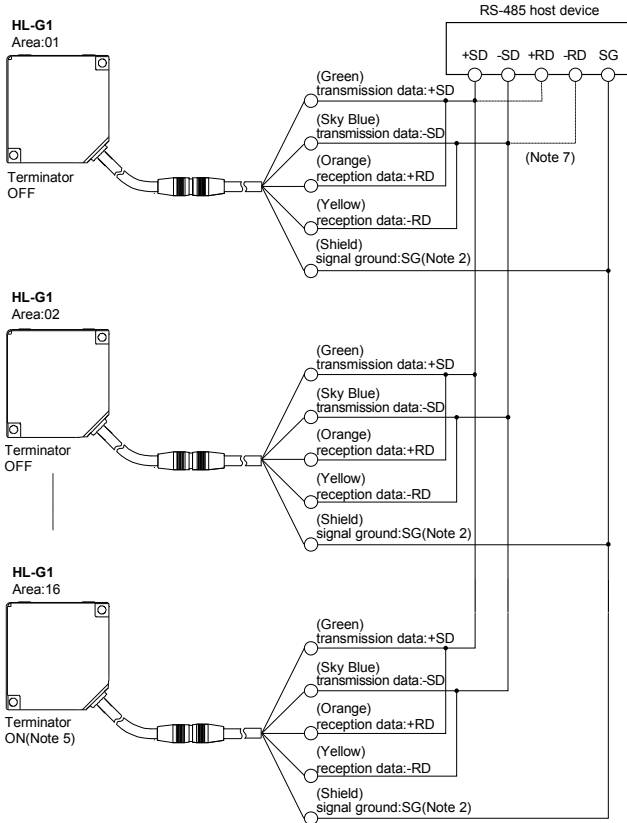 RS-485 host device
+SD -SD +RD -RD SG
(Note 7)
HL-G1
Area:01
Terminator
OFF
(Green)
transmission data:+SD
(Sky Blue)
transmission data:-SD
(Orange)
reception data:+RD
(Yellow)
reception data:-RD
(Shield)
signal ground:SG(Note 2)
HL-G1
Area:02
Terminator
OFF
(Green)
transmission data:+SD
(Sky Blue)
transmission data:-SD
(Orange)
reception data:+RD
(Yellow)
reception data:-RD
(Shield)
signal ground:SG(Note 2)
HL-G1
Area:16
Terminator
ON(Note 5)
(Green)
transmission data:+SD
(Sky Blue)
transmission data:-SD
(Orange)
reception data:+RD
(Yellow)
reception data:-RD
(Shield)
signal ground:SG(Note 2)